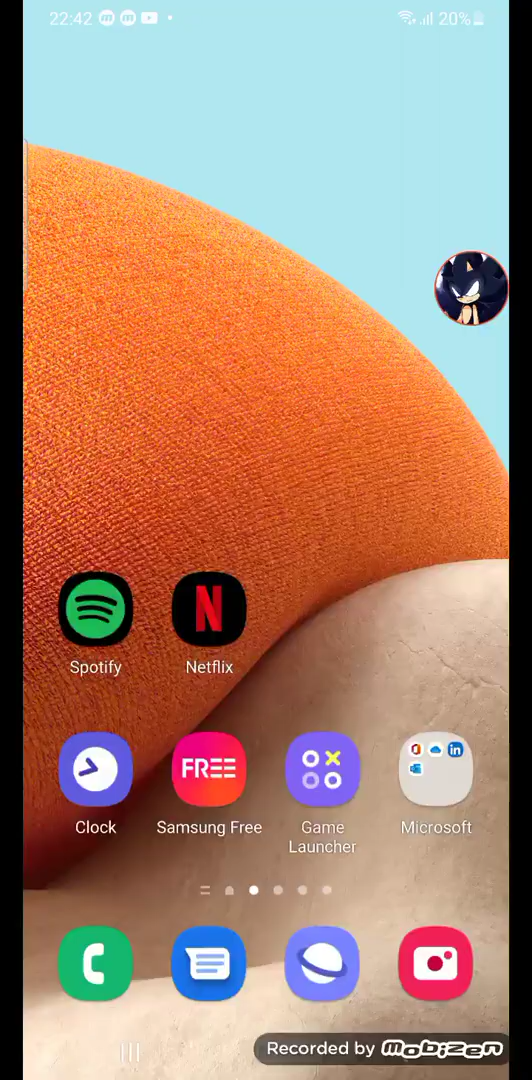 22:42
20%
Spotify
Netflix
FREE
Clock
Samsung Free
Game
Launcher
Microsoft
Recorded by mobizen